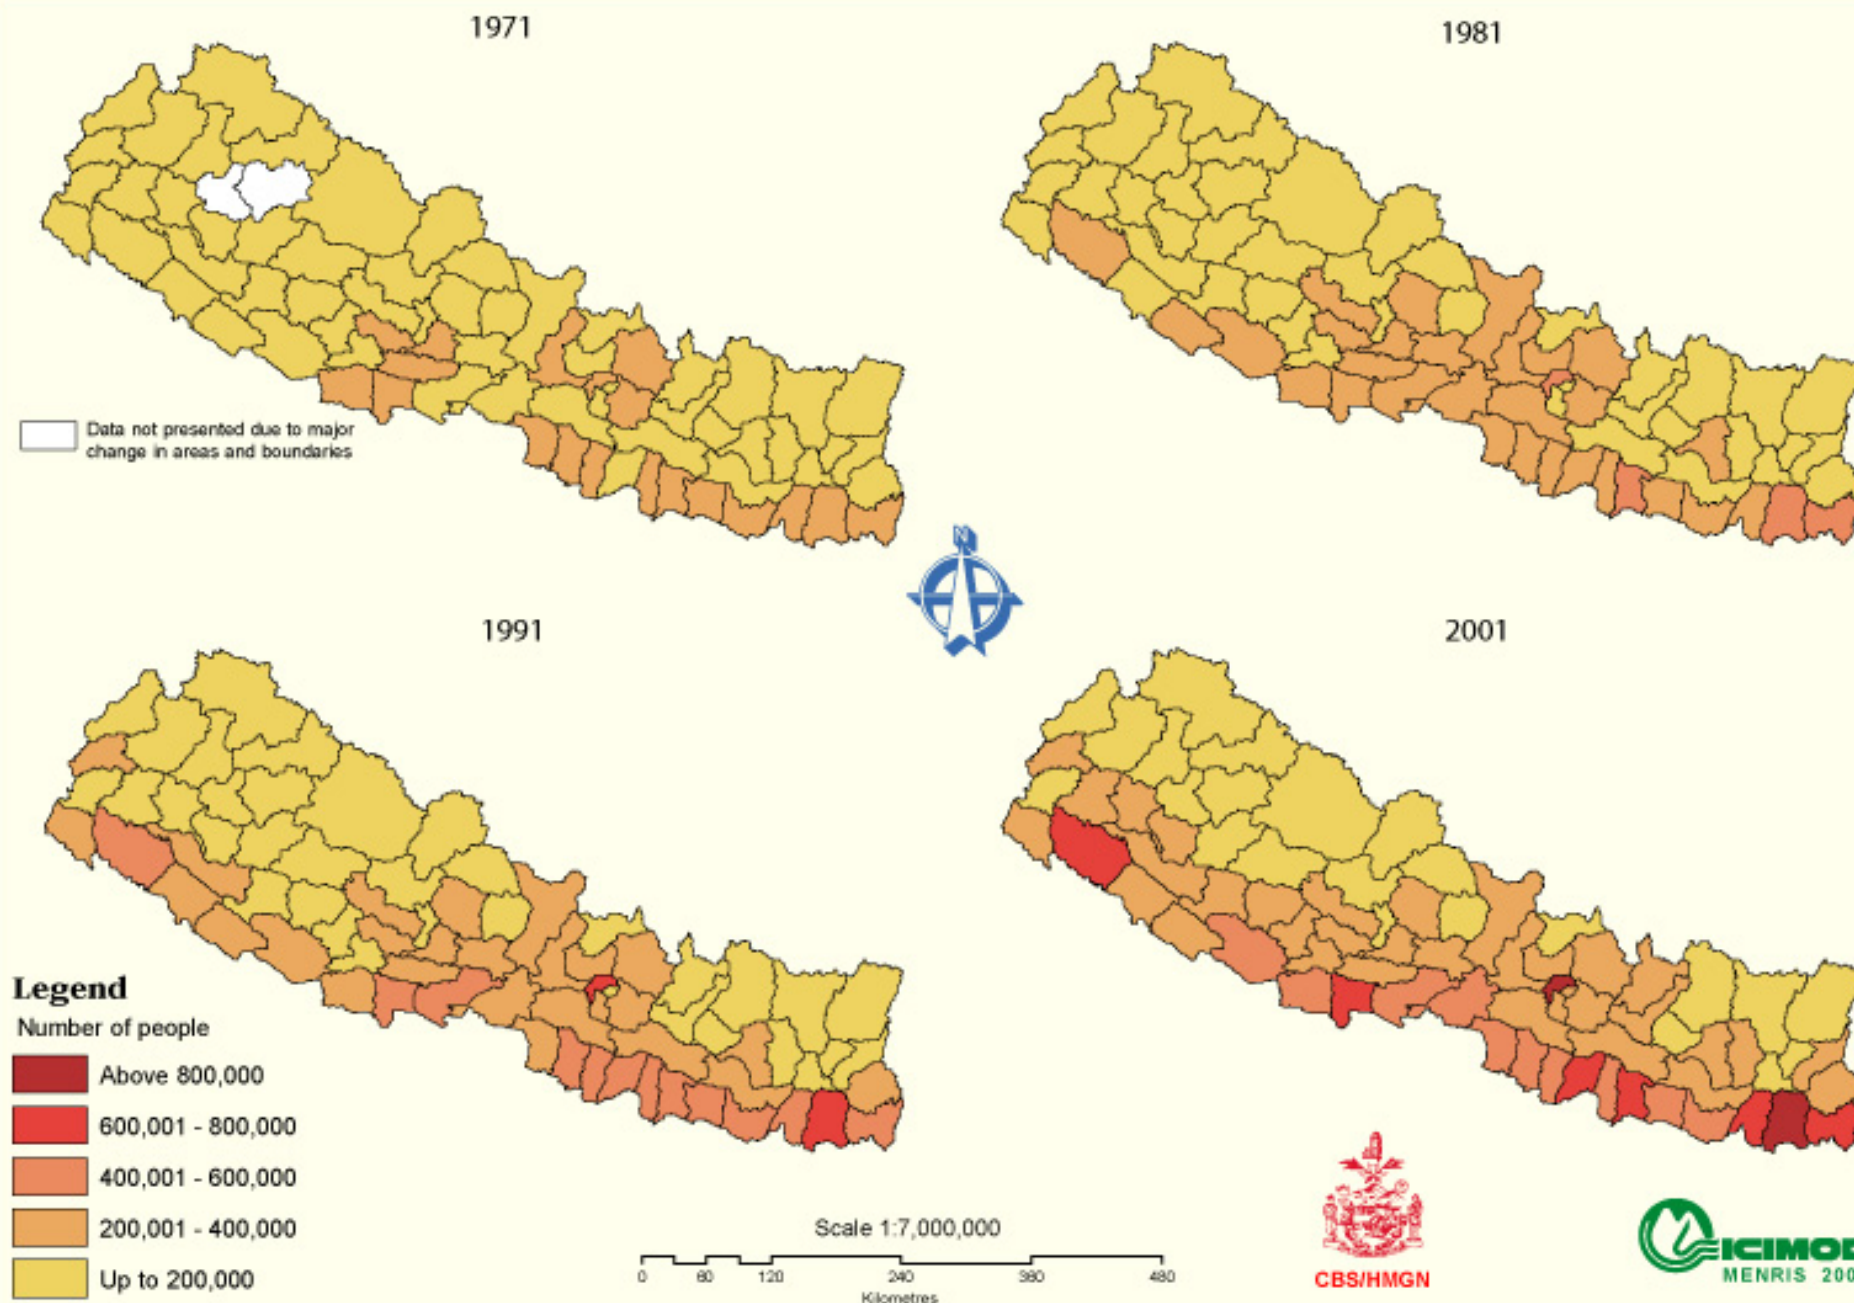 1971
1981
Data not presented due to major
change in areas and boundaries
N
1991
2001
Legend
Number of people
Above 800,000
600,001 - 800,000
400,001 - 600,000
200,001 - 400,000
Up to 200,000
Scale 1:7,000,000
0 60 120 240 360 480
Kilometres
CBS/HMGN
ICIMOD
MENRIS 200